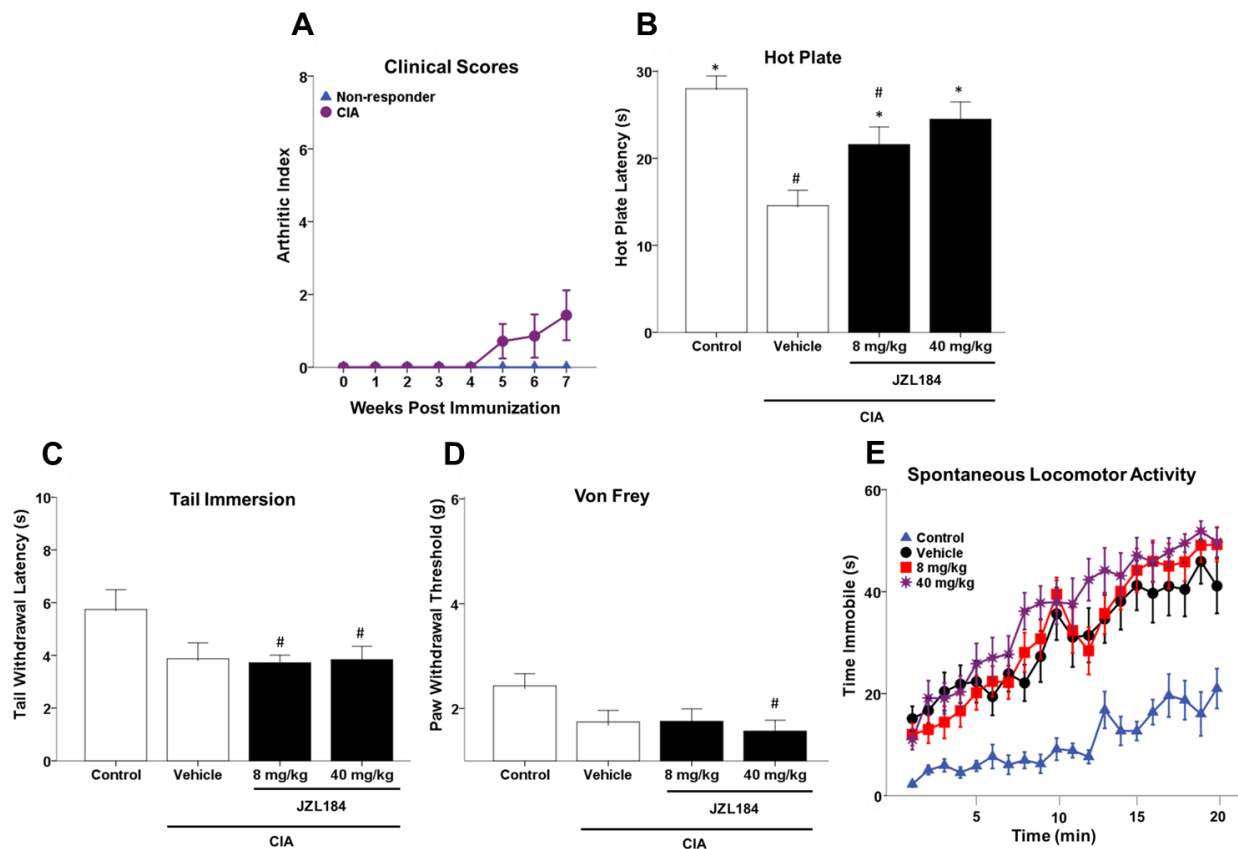 A
Clinical Scores
Non-responder
CIA
Arthritic Index
8
6
4
2
0
0 1 2 3 4 5 6 7
Weeks Post Immunization
B
Hot Plate
Hot Plate Latency (s)
30
20
10
0
*
#
#
*
*
Control Vehicle 8 mg/kg 40 mg/kg
JZL184
CIA
C
Tail Immersion
Tail Withdrawal Latency (s)
10
8
6
4
2
0
# #
Control Vehicle 8 mg/kg 40 mg/kg
JZL184
CIA
D
Von Frey
Paw Withdrawal Threshold (g)
6
4
2
#
Control Vehicle 8 mg/kg 40 mg/kg
JZL184
CIA
E
Spontaneous Locomotor Activity
Control
Vehicle
8 mg/kg
40 mg/kg
Time Immobile (s)
60
40
20
0
5 10 15 20
Time (min)